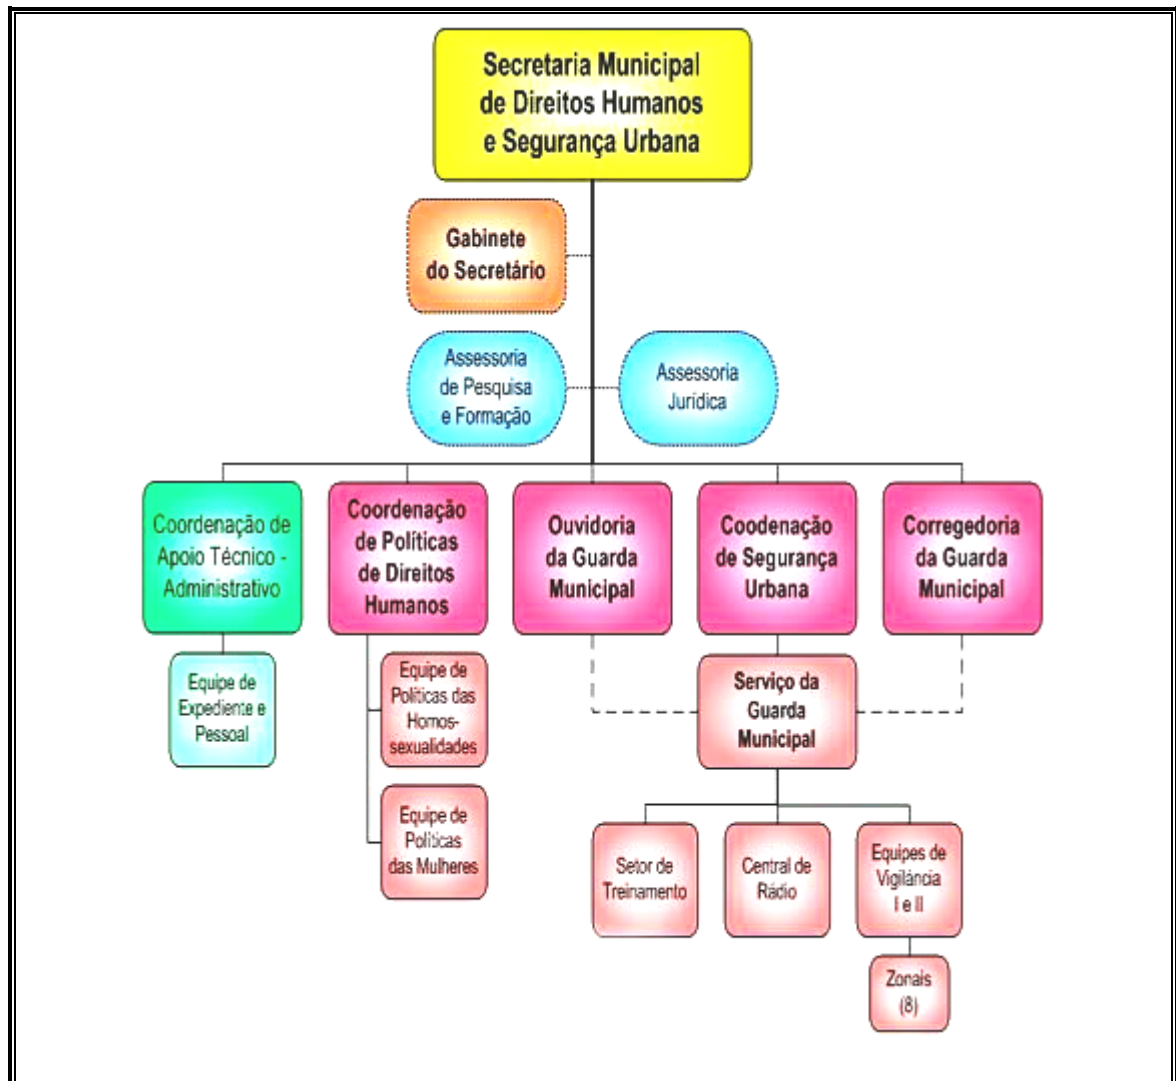 Secretaria Municipal
de Direitos Humanos
e Segurança Urbana
Gabinete
do Secretário
Assessoria
de Pesquisa
e Formação
Assessoria
Jurídica
Coordenação de
Apoio Técnico -
Administrativo
Coordenação
de Políticas
de Direitos
Humanos
Ouvidoria
da Guarda
Municipal
Coodenação
de Segurança
Urbana
Corregedoria
da Guarda
Municipal
Equipe de
Expediente e
Pessoal
Equipe de
Políticas das
Homos-
sexualidades
Serviço da
Guarda
Municipal
Equipe de
Políticas
das Mulheres
Setor de
Treinamento
Central de
Rádio
Equipes de
Vigilância
I e II
Zonais
(8)